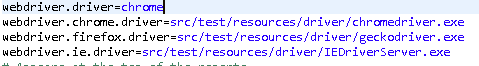 webdriver.driver=chrome
webdriver.chrome.driver=src/test/resources/driver/chromedriver.exe
webdriver.firefox.driver=src/test/resources/driver/geckodriver.exe
webdriver.ie.driver=src/test/resources/driver/IEDriverServer.exe